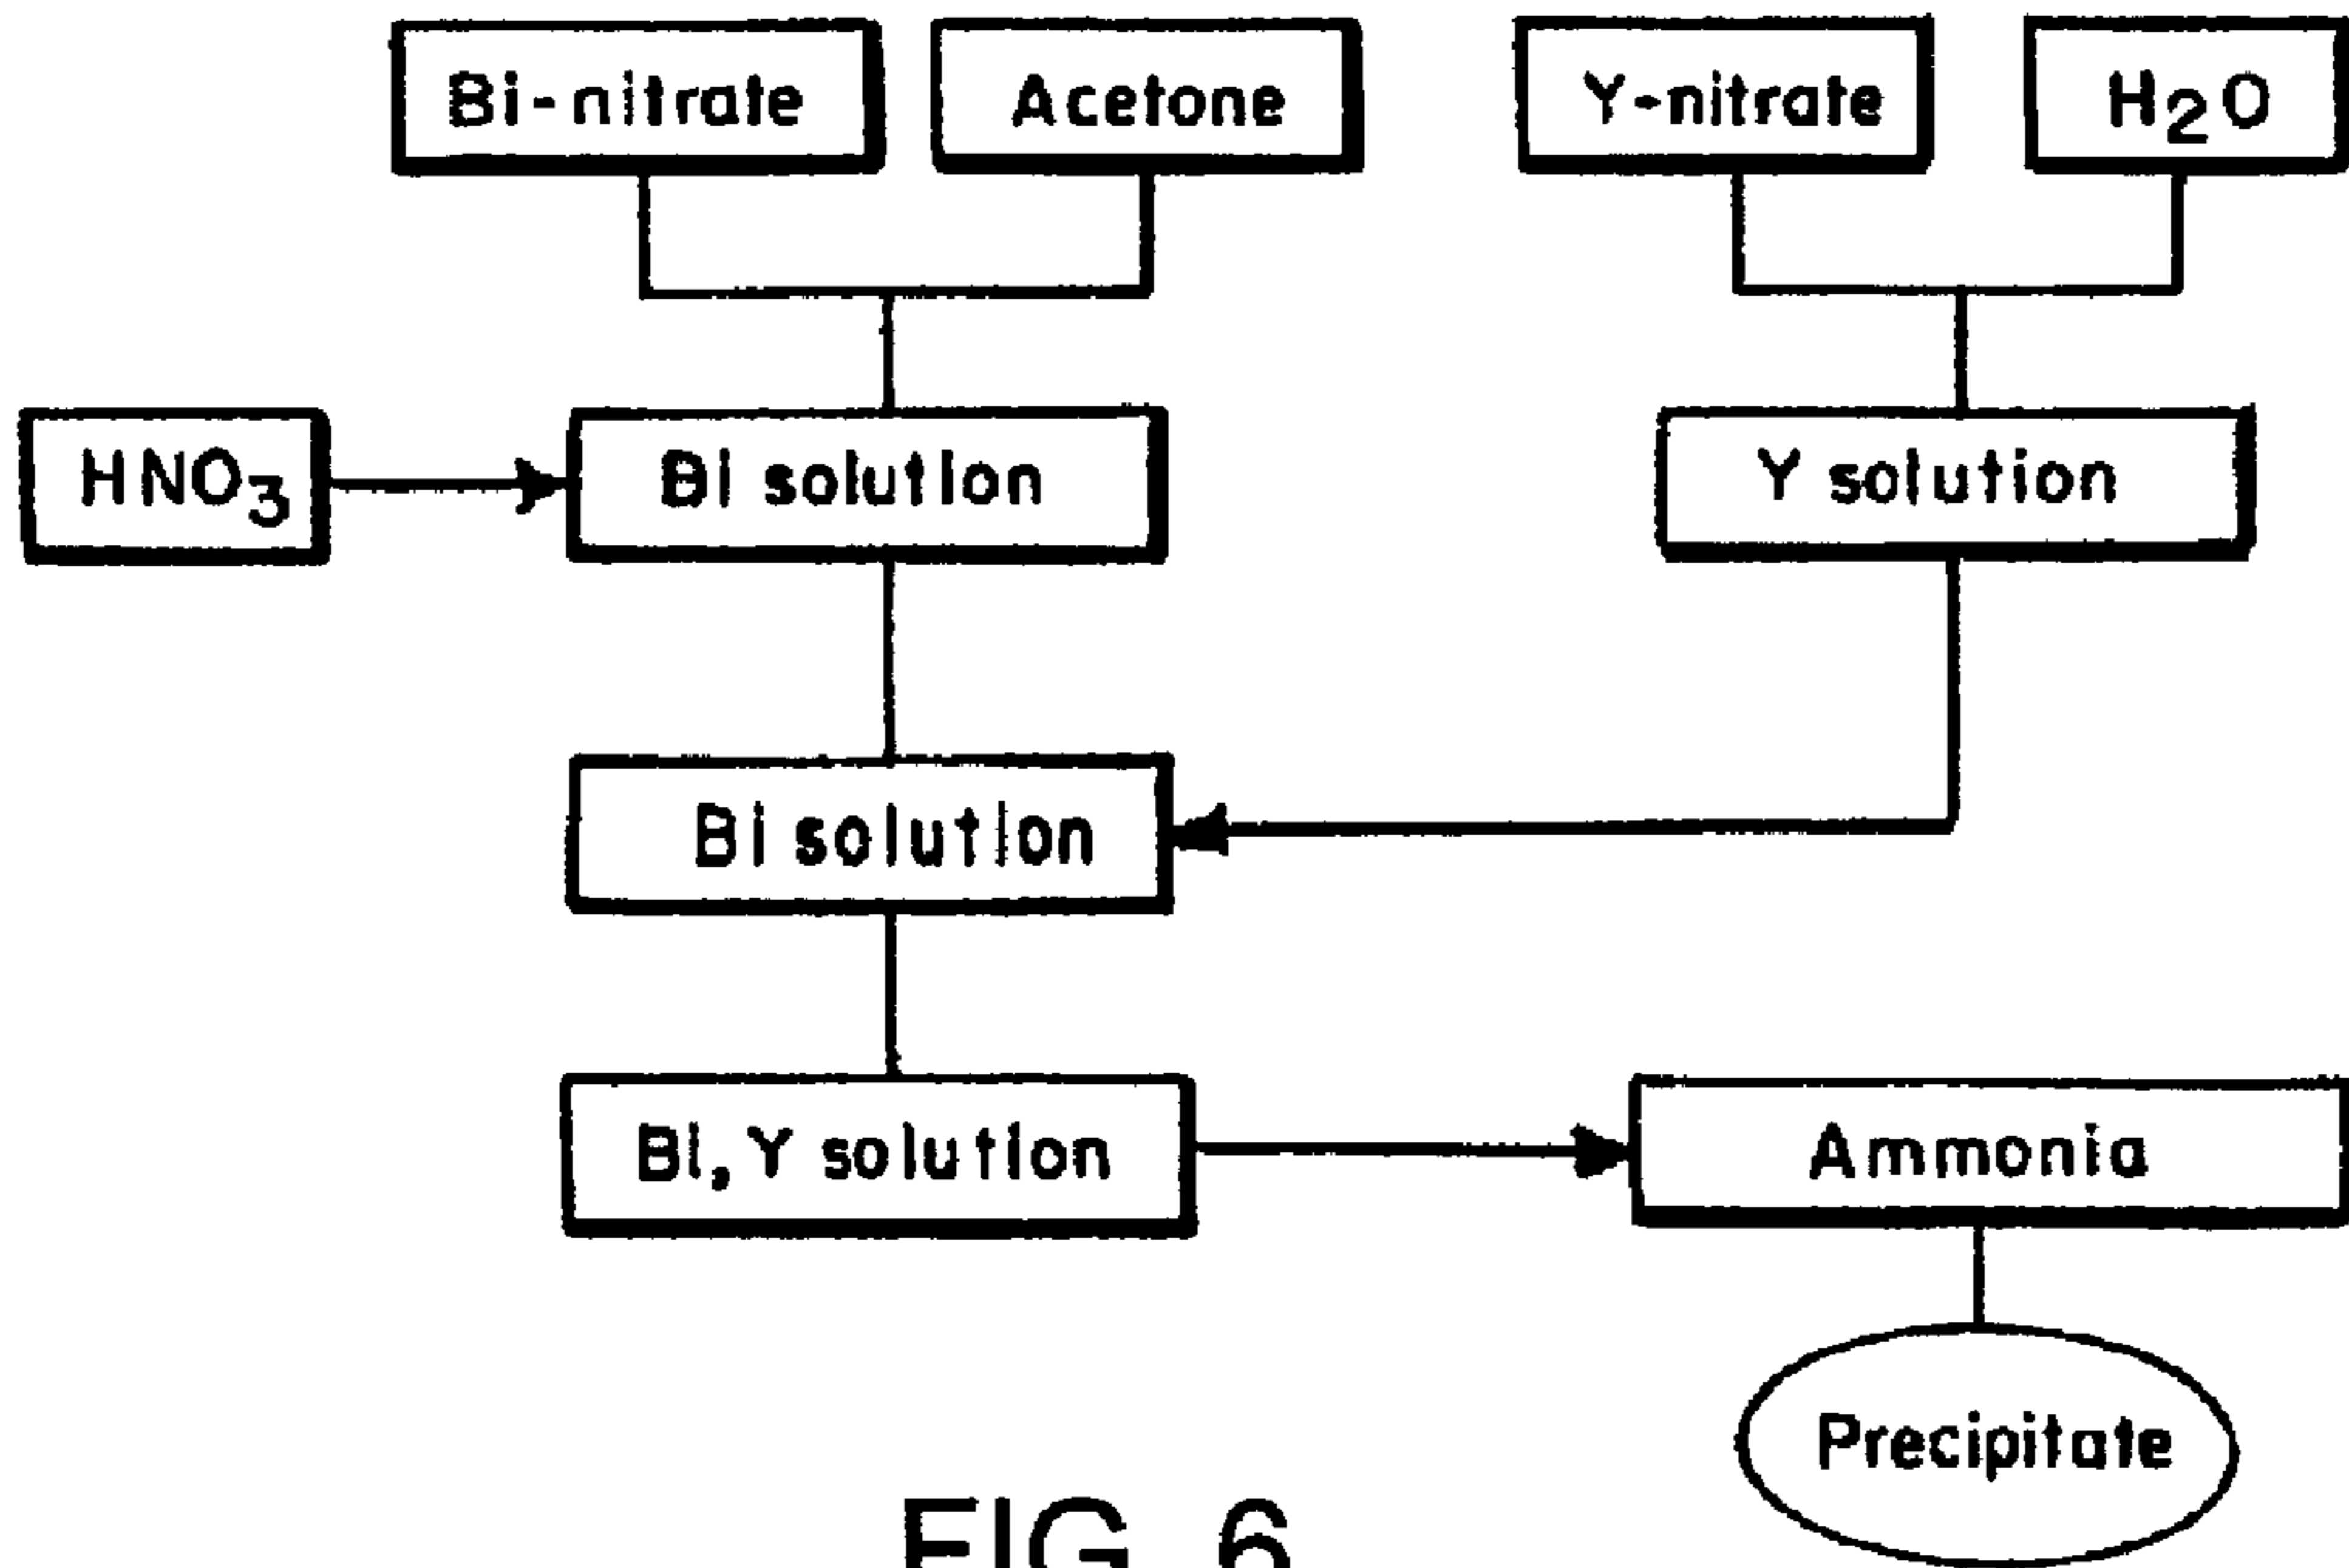 Bi-nitrate
Acetone
Y-nitrate
H2O
HNO3
Bi solution
Y solution
Bi solution
Bi, Y solution
Ammonia
Precipitate
FIG. 6